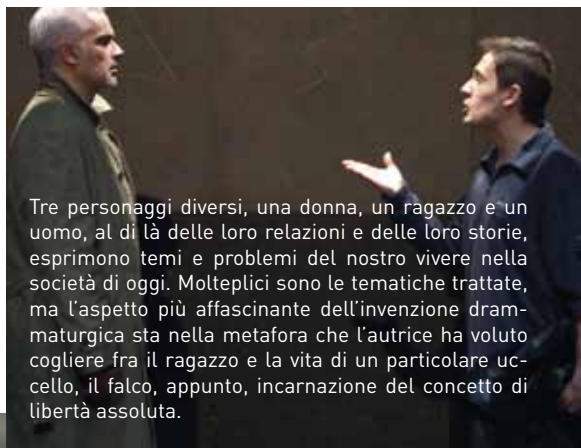 Tre personaggi diversi, una donna, un ragazzo e un
uomo, al di là delle loro relazioni e delle loro storie,
esprimono temi e problemi del nostro vivere nella
società di oggi. Molteplici sono le tematiche trattate,
ma l'aspetto più affascinante dell'invenzione dram-
maturgica sta nella metafora che l'autrice ha voluto
cogliere fra il ragazzo e la vita di un particolare uc-
cello, il falco, appunto, incarnazione del concetto di
libertà assoluta.